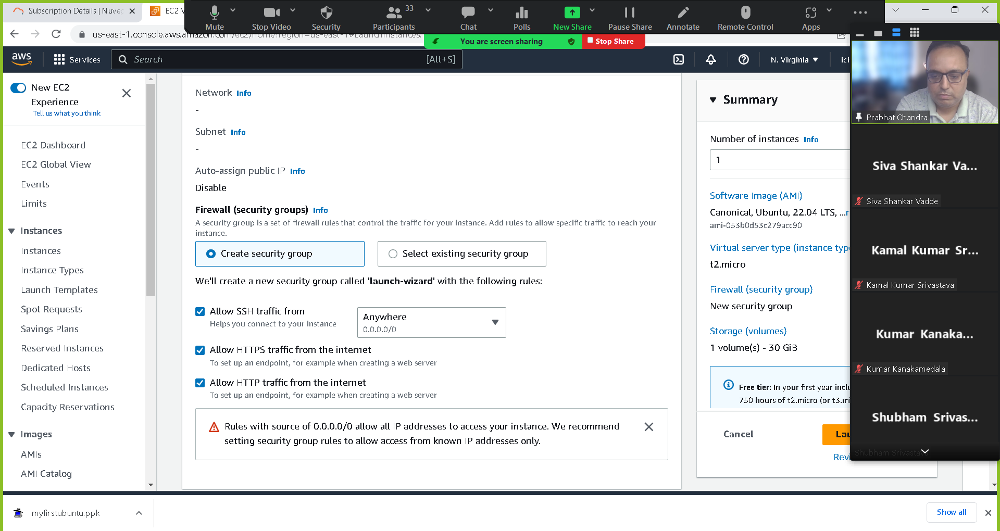 Subscription Details | Nuvep
EC2 M
Mute
Stop Video
Security
Participants
33
Chat
Polls
New Share
Pause Share
Annotate
Remote Control
Apps
us-east-1.console.aws.amazon.com/ec2/home?region=us-east-1#LaunchInstances:
You are screen sharing
Stop Share
aws
Services
Search
[Alt+S]
N. Virginia
ici
New EC2
Experience
Tell us what you think
EC2 Dashboard
EC2 Global View
Events
Limits
Instances
Instances
Instance Types
Launch Templates
Spot Requests
Savings Plans
Reserved Instances
Dedicated Hosts
Scheduled Instances
Capacity Reservations
Images
AMIs
AMI Catalog
Network Info
-
Subnet Info
-
Auto-assign public IP Info
Disable
Firewall (security groups) Info
A security group is a set of firewall rules that control the traffic for your instance. Add rules to allow specific traffic to reach your
instance.
Create security group
Select existing security group
We'll create a new security group called 'launch-wizard' with the following rules:
Allow SSH traffic from
Helps you connect to your instance
Anywhere
0.0.0.0/0
Allow HTTPS traffic from the internet
To set up an endpoint, for example when creating a web server
Allow HTTP traffic from the internet
To set up an endpoint, for example when creating a web server
Rules with source of 0.0.0.0/0 allow all IP addresses to access your instance. We recommend
setting security group rules to allow access from known IP addresses only.
Summary
Number of instances Info
1
Software Image (AMI)
Canonical, Ubuntu, 22.04 LTS, ...r
ami-053b0d53c279acc90
Virtual server type (instance typ
t2.micro
Firewall (security group)
New security group
Storage (volumes)
1 volume(s) - 30 GiB
Free tier: In your first year inclu
750 hours of t2.micro (or t3.mi
Cancel
Lau
Revi
Prabhat Chandra
Siva Shankar Va...
Siva Shankar Vadde
Kamal Kumar Sr...
Kamal Kumar Srivastava
Kumar Kanaka...
Kumar Kanakamedala
Shubham Srivas...
Shubham Srivastava
myfirstubuntu.ppk
Show all